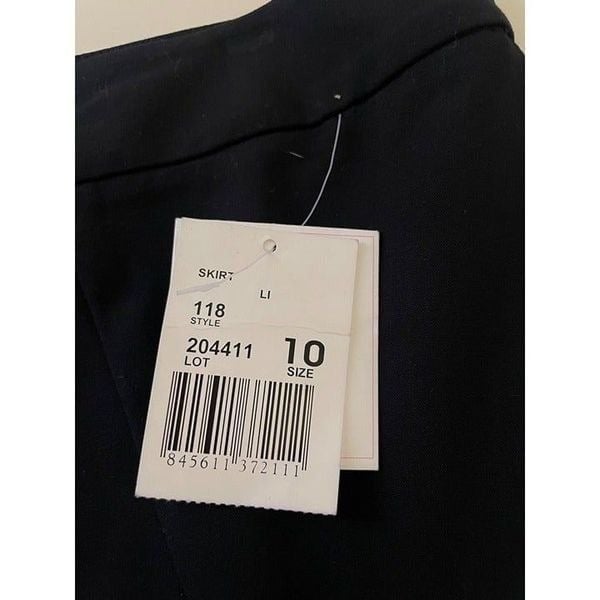 SKIRT
LI
118
STYLE
204411 10
LOT SIZE
845611 372111